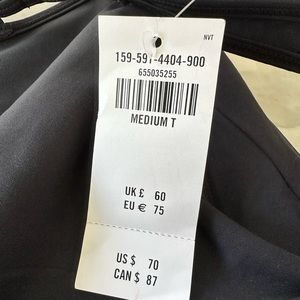 NVT
159-591-4404-900
655035255
MEDIUM T
UK £ 60
EU € 75
US $ 70
CAN $ 87